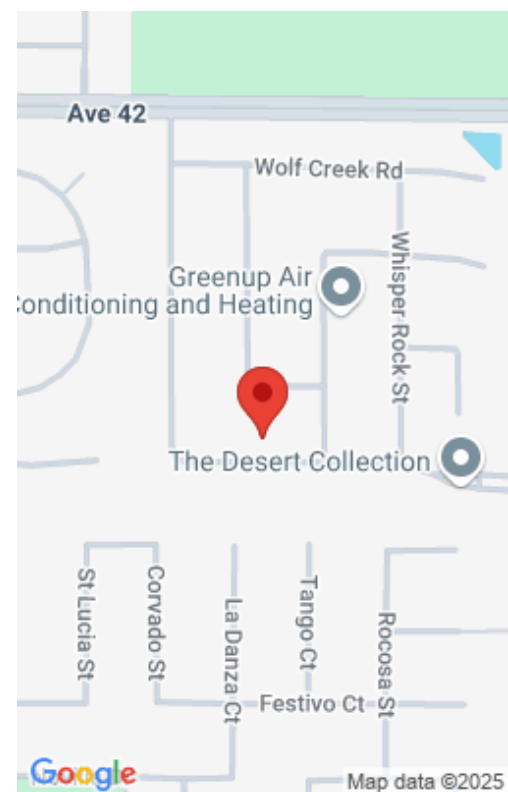 Ave 42
Wolf Creek Rd
Whisper Rock St
Greenup Air
Conditioning and Heating
The Desert Collection
St Lucia St
Corvado St
La Danza Ct
Tango Ct
Rocosa St
Festivo Ct
Google
Map data ©2025